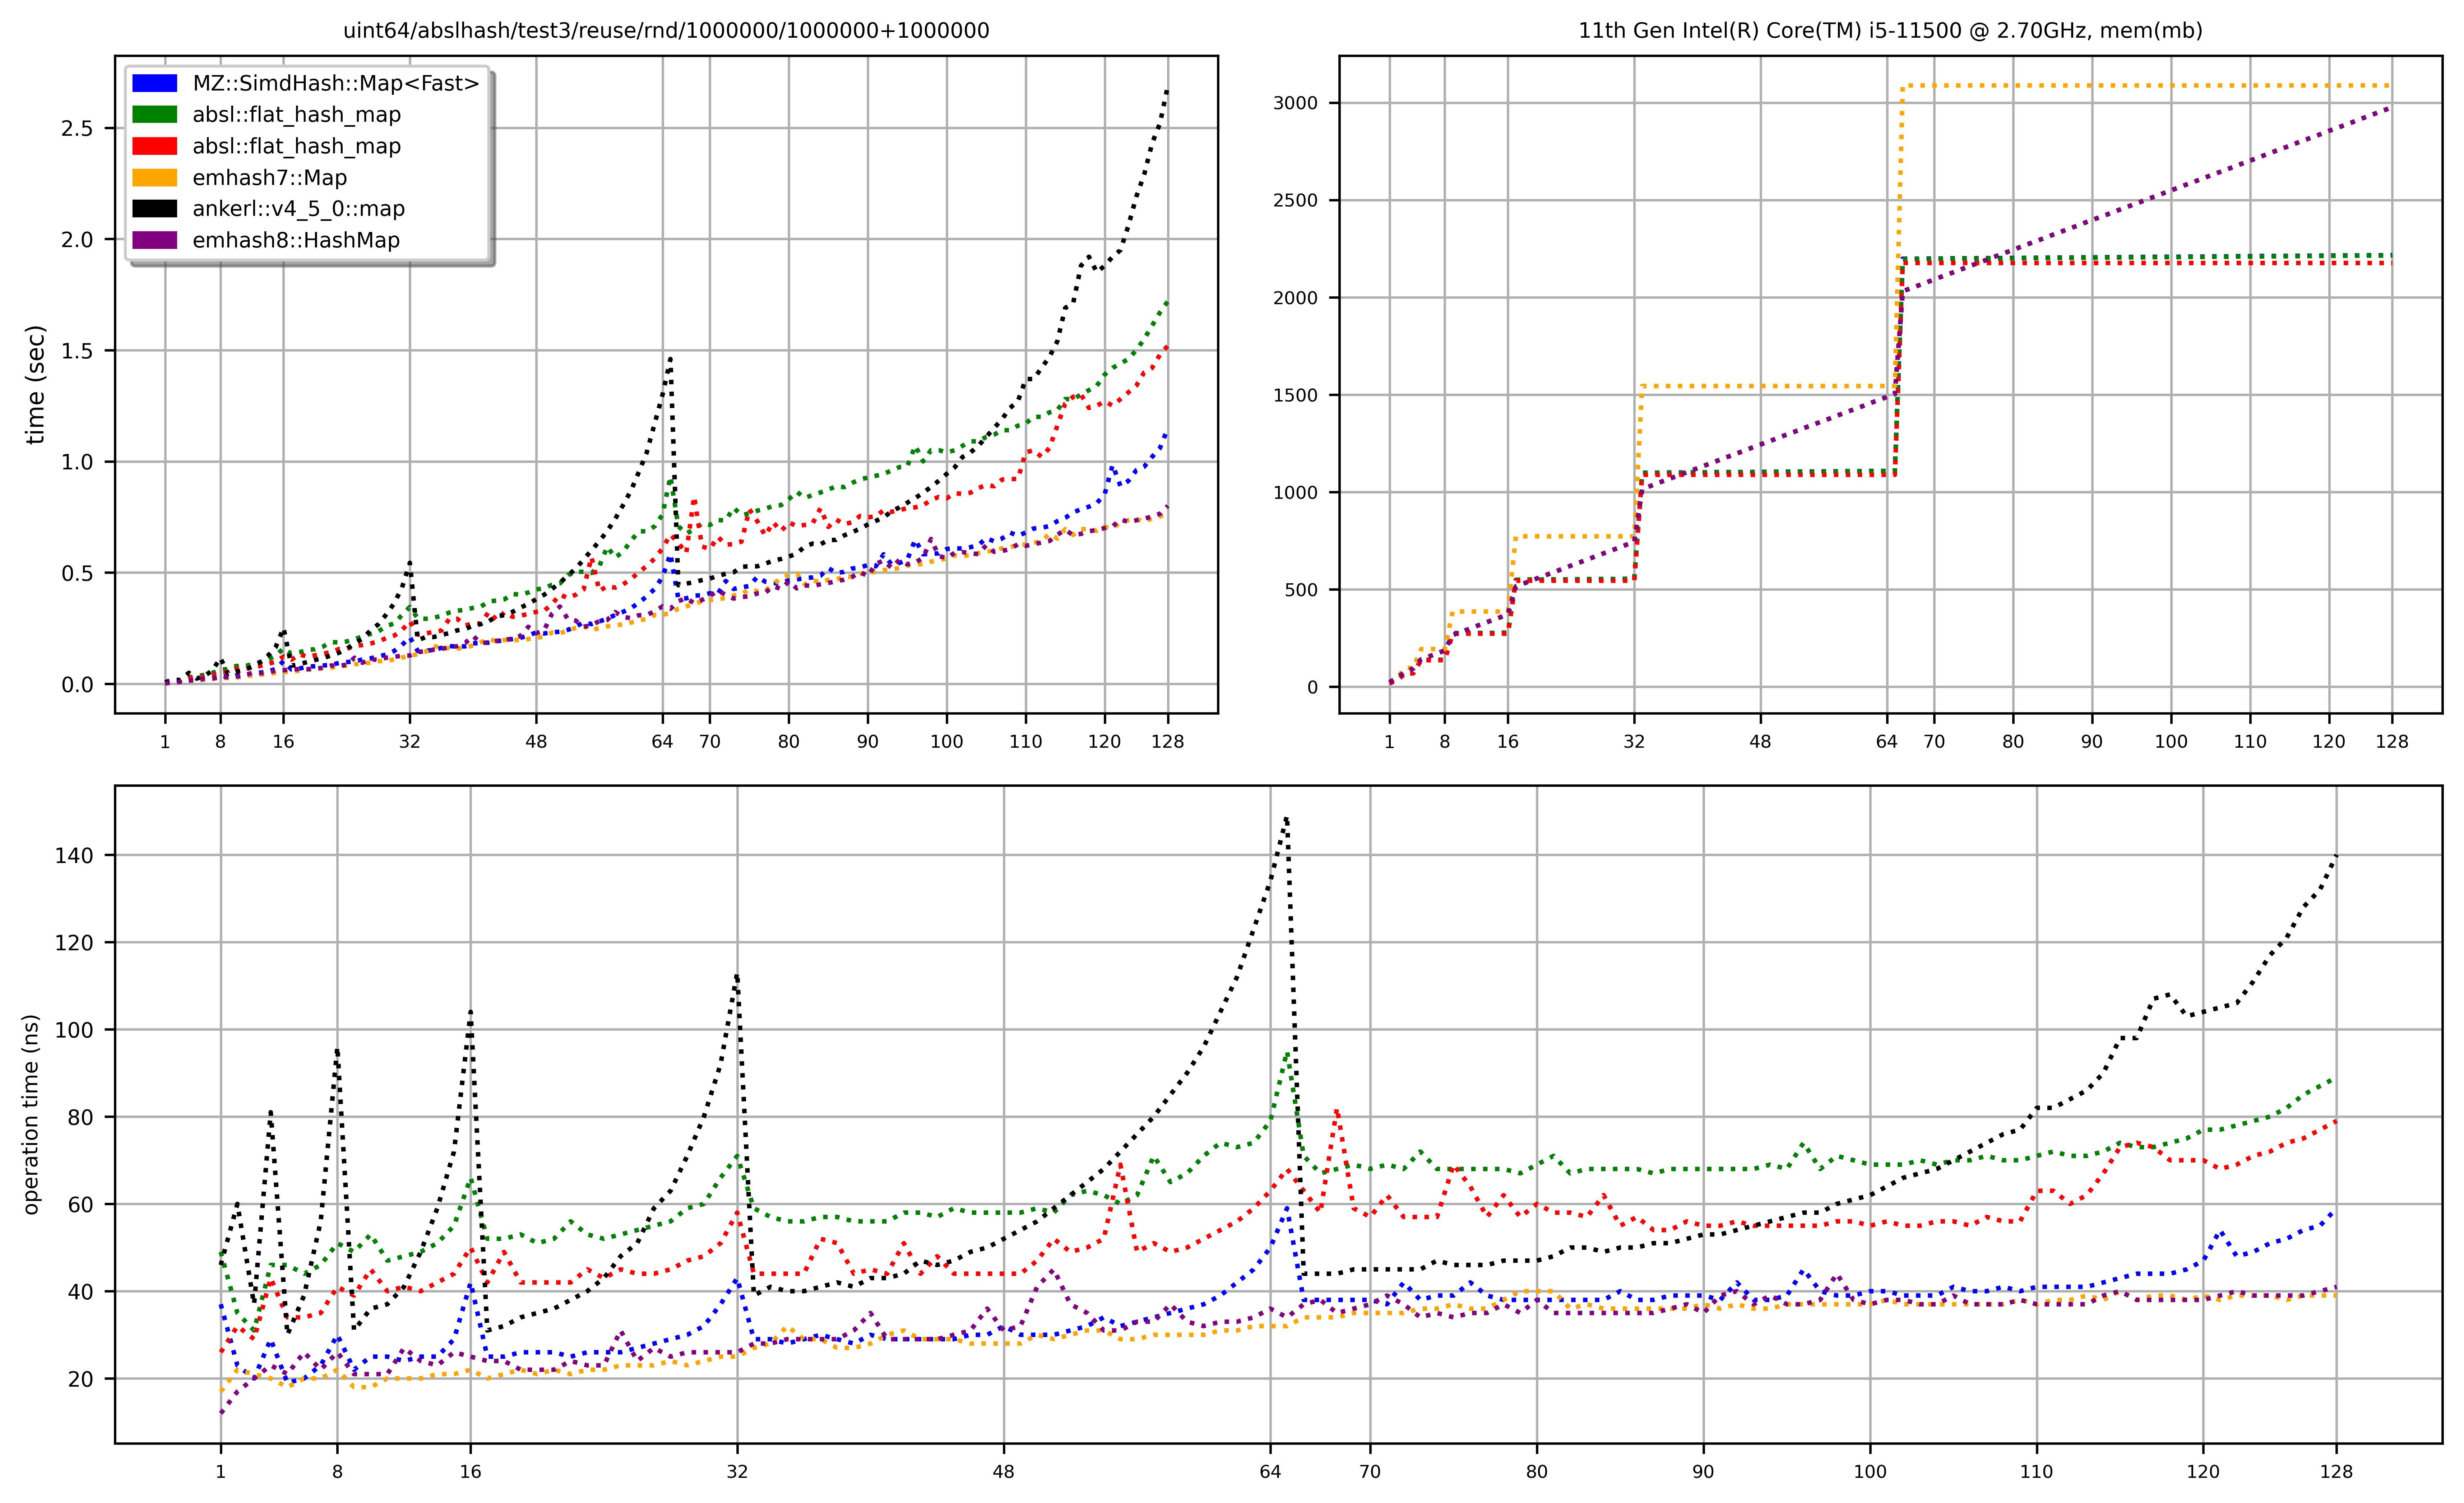 uint64/abslhash/test3/reuse/rnd/1000000/1000000+1000000
MZ::SimdHash::Map<Fast>
absl::flat_hash_map
absl::flat_hash_map
emhash7::Map
ankerl::v4_5_0::map
emhash8::HashMap
time (sec)
2.5
2.0
1.5
1.0
0.5
0.0
1 8 16 32 48 64 70 80 90 100 110 120 128
11th Gen Intel(R) Core(TM) i5-11500 @ 2.70GHz, mem(mb)
3000
2500
2000
1500
1000
500
0
1 8 16 32 48 64 70 80 90 100 110 120 128
operation time (ns)
140
120
100
80
60
40
20
1 8 16 32 48 64 70 80 90 100 110 120 128